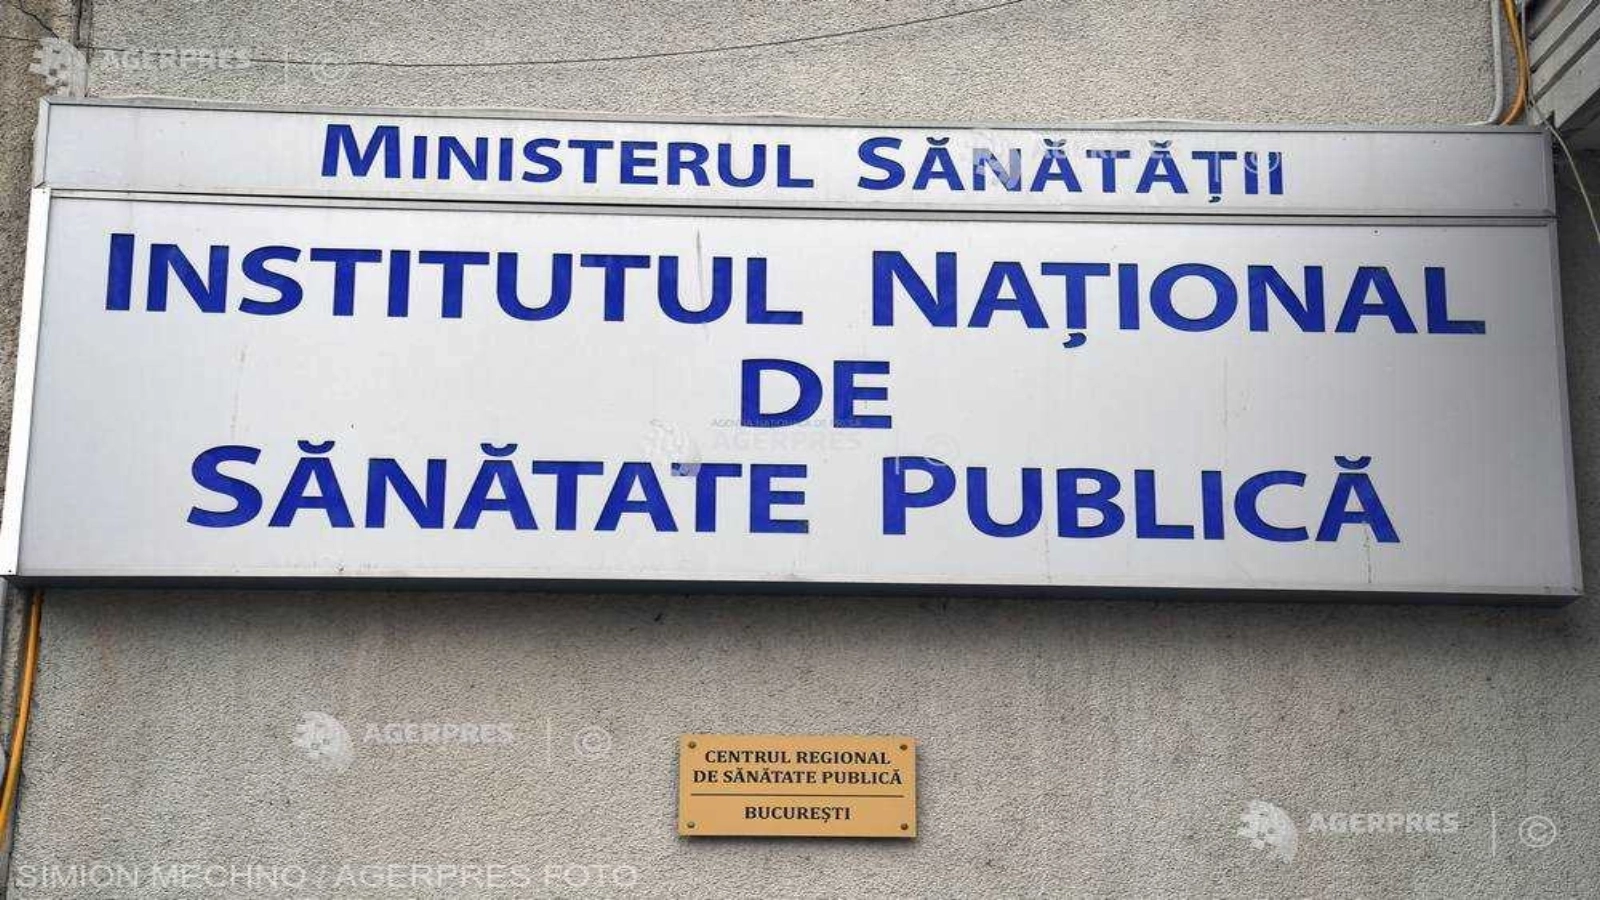 AGERPRES ©
MINISTERUL SĂNĂTĂȚII
INSTITUTUL NAȚIONAL
DE
SĂNĂTATE PUBLICĂ
AGERPRES ©
AGERPRES ©
CENTRUL REGIONAL
DE SĂNĂTATE PUBLICĂ
BUCUREȘTI
AGERPRES ©
SIMION MECHNO / AGERPRES FOTO